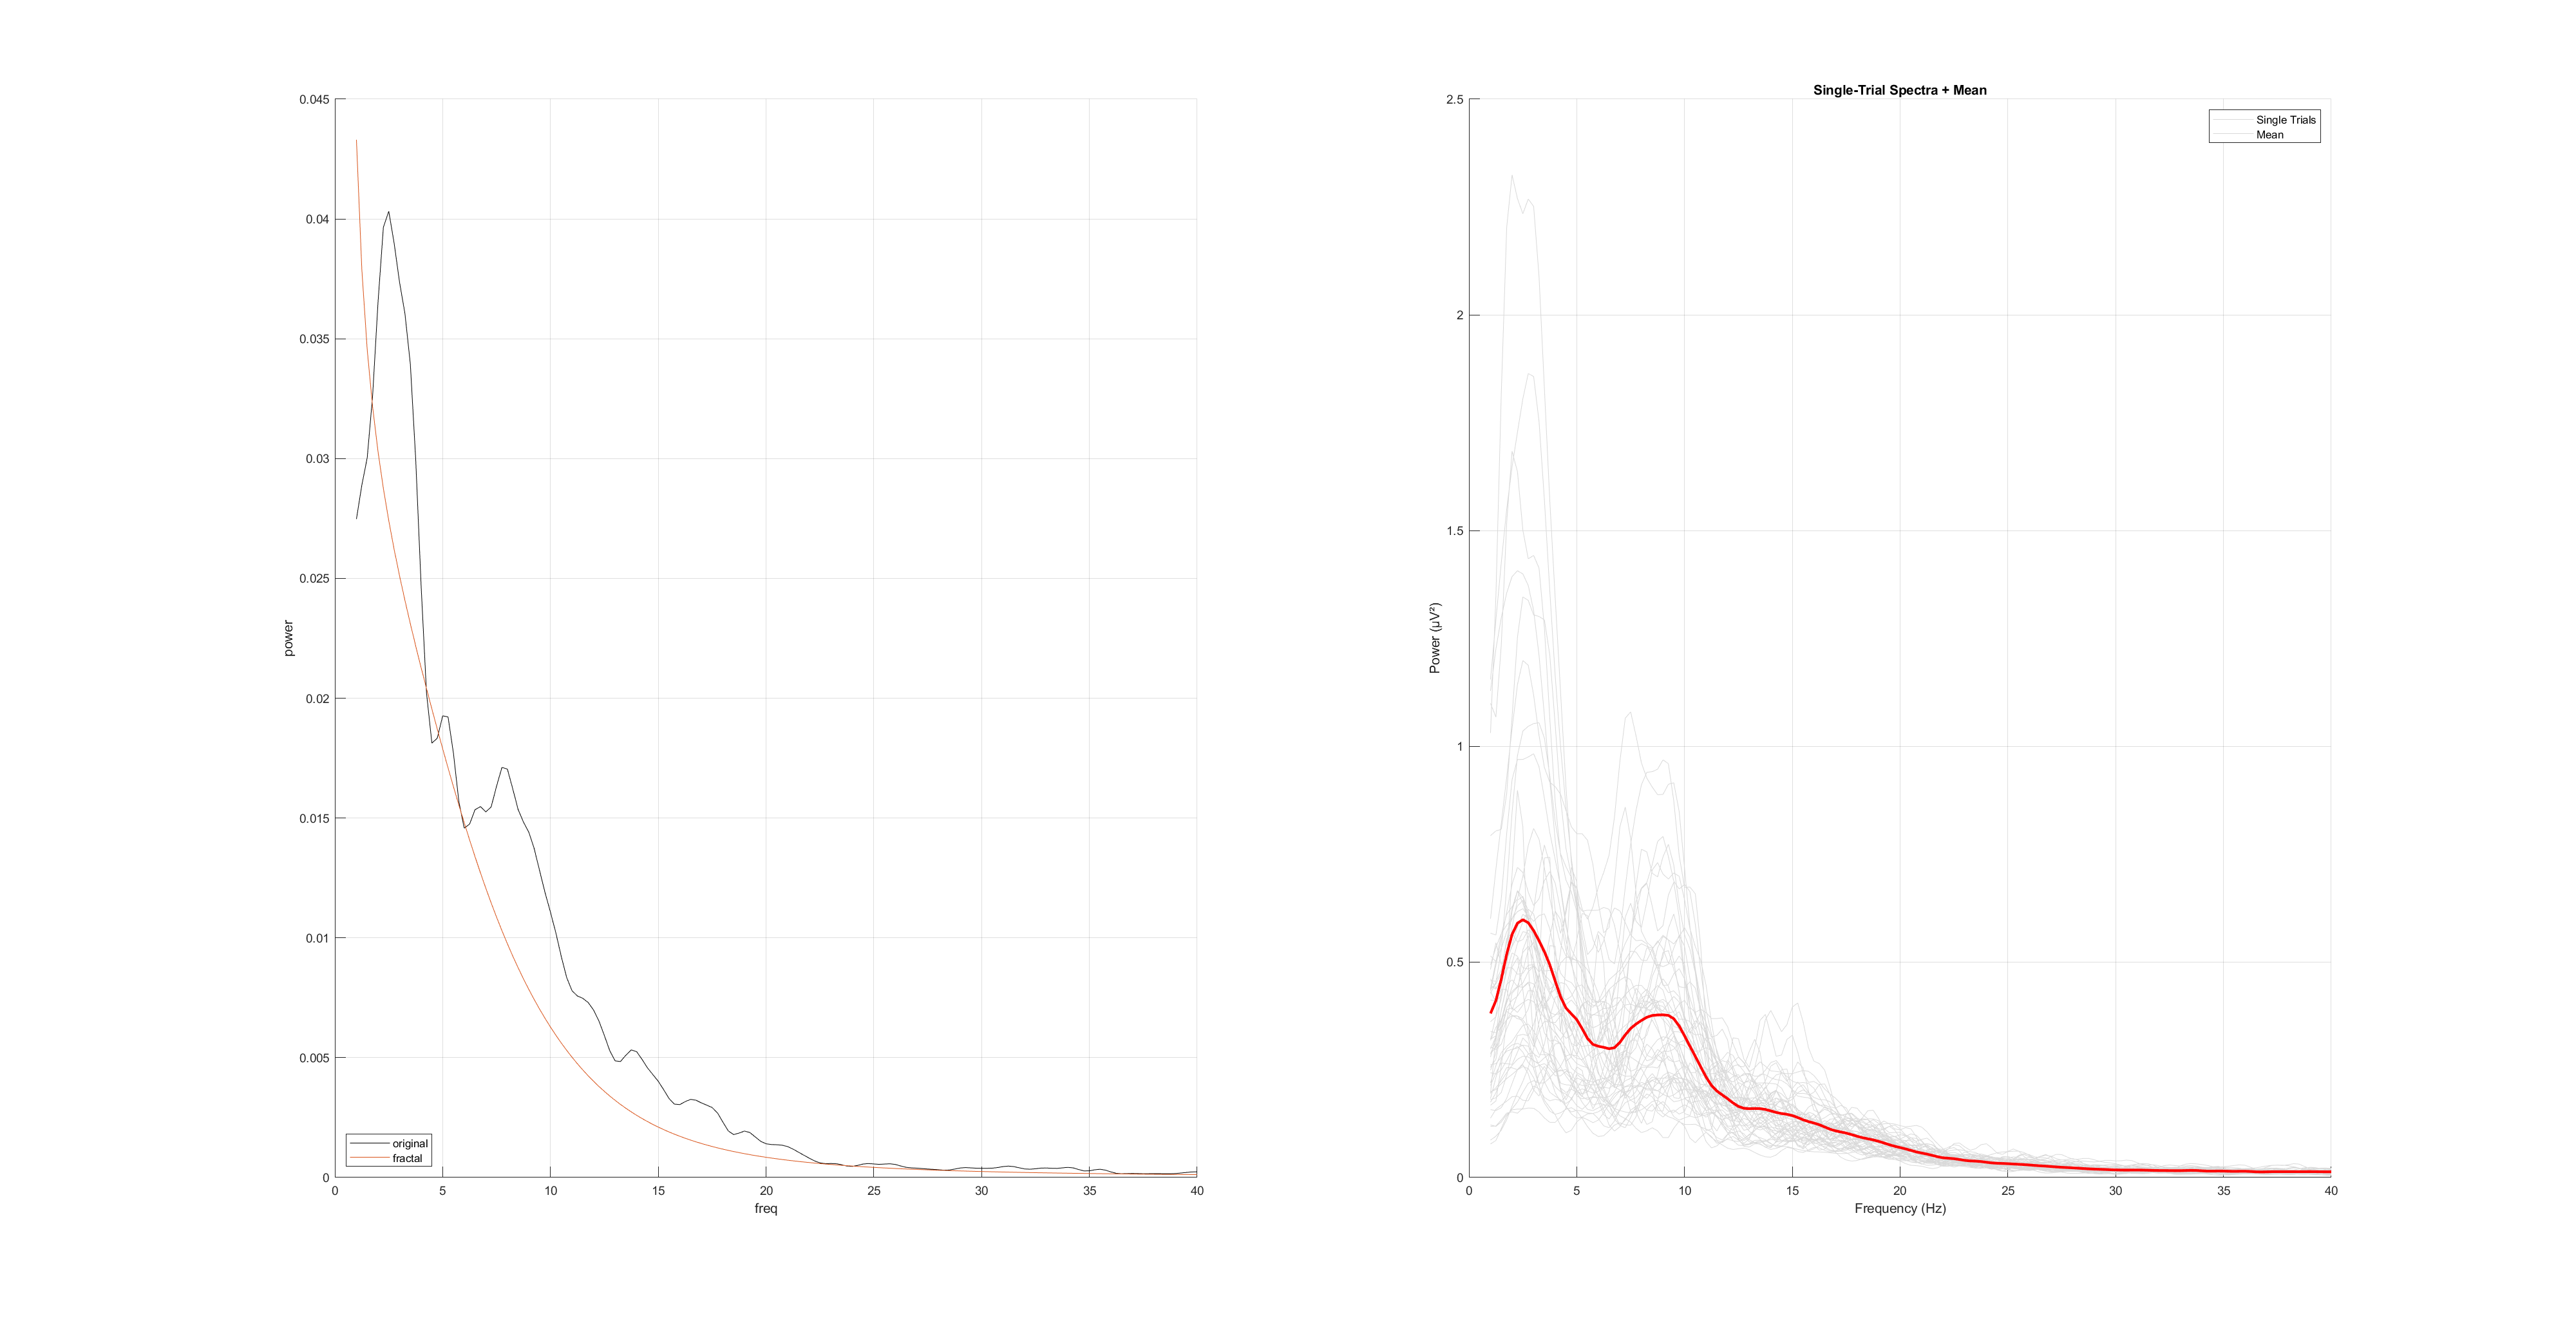 0.045
0.04
0.035
0.03
0.025
0.02
0.015
0.01
0.005
0
power
original
fractal
0 5 10 15 20 25 30 35 40
freq
Single-Trial Spectra + Mean
2.5
2
1.5
1
0.5
0
Power (µV²)
Single Trials
Mean
0 5 10 15 20 25 30 35 40
Frequency (Hz)